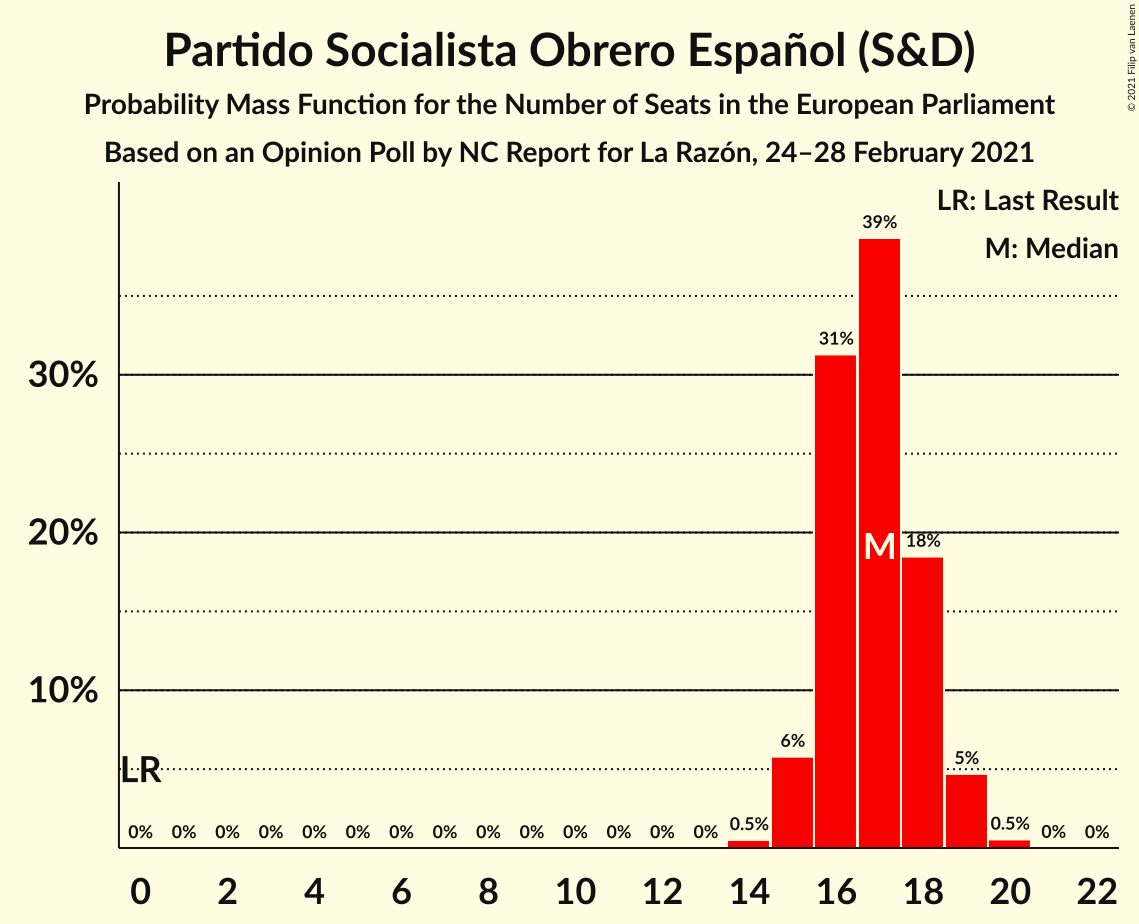 Partido Socialista Obrero Español (S&D)
Probability Mass Function for the Number of Seats in the European Parliament
Based on an Opinion Poll by NC Report for La Razón, 24–28 February 2021
© 2021 Filip van Laenen
LR: Last Result
M: Median
39%
31%
30%
20%
M
18%
10%
6%
5%
LR
0% 0% 0% 0% 0% 0% 0% 0% 0% 0% 0% 0% 0% 0% 0.5% 0.5% 0% 0%
0 2 4 6 8 10 12 14 16 18 20 22